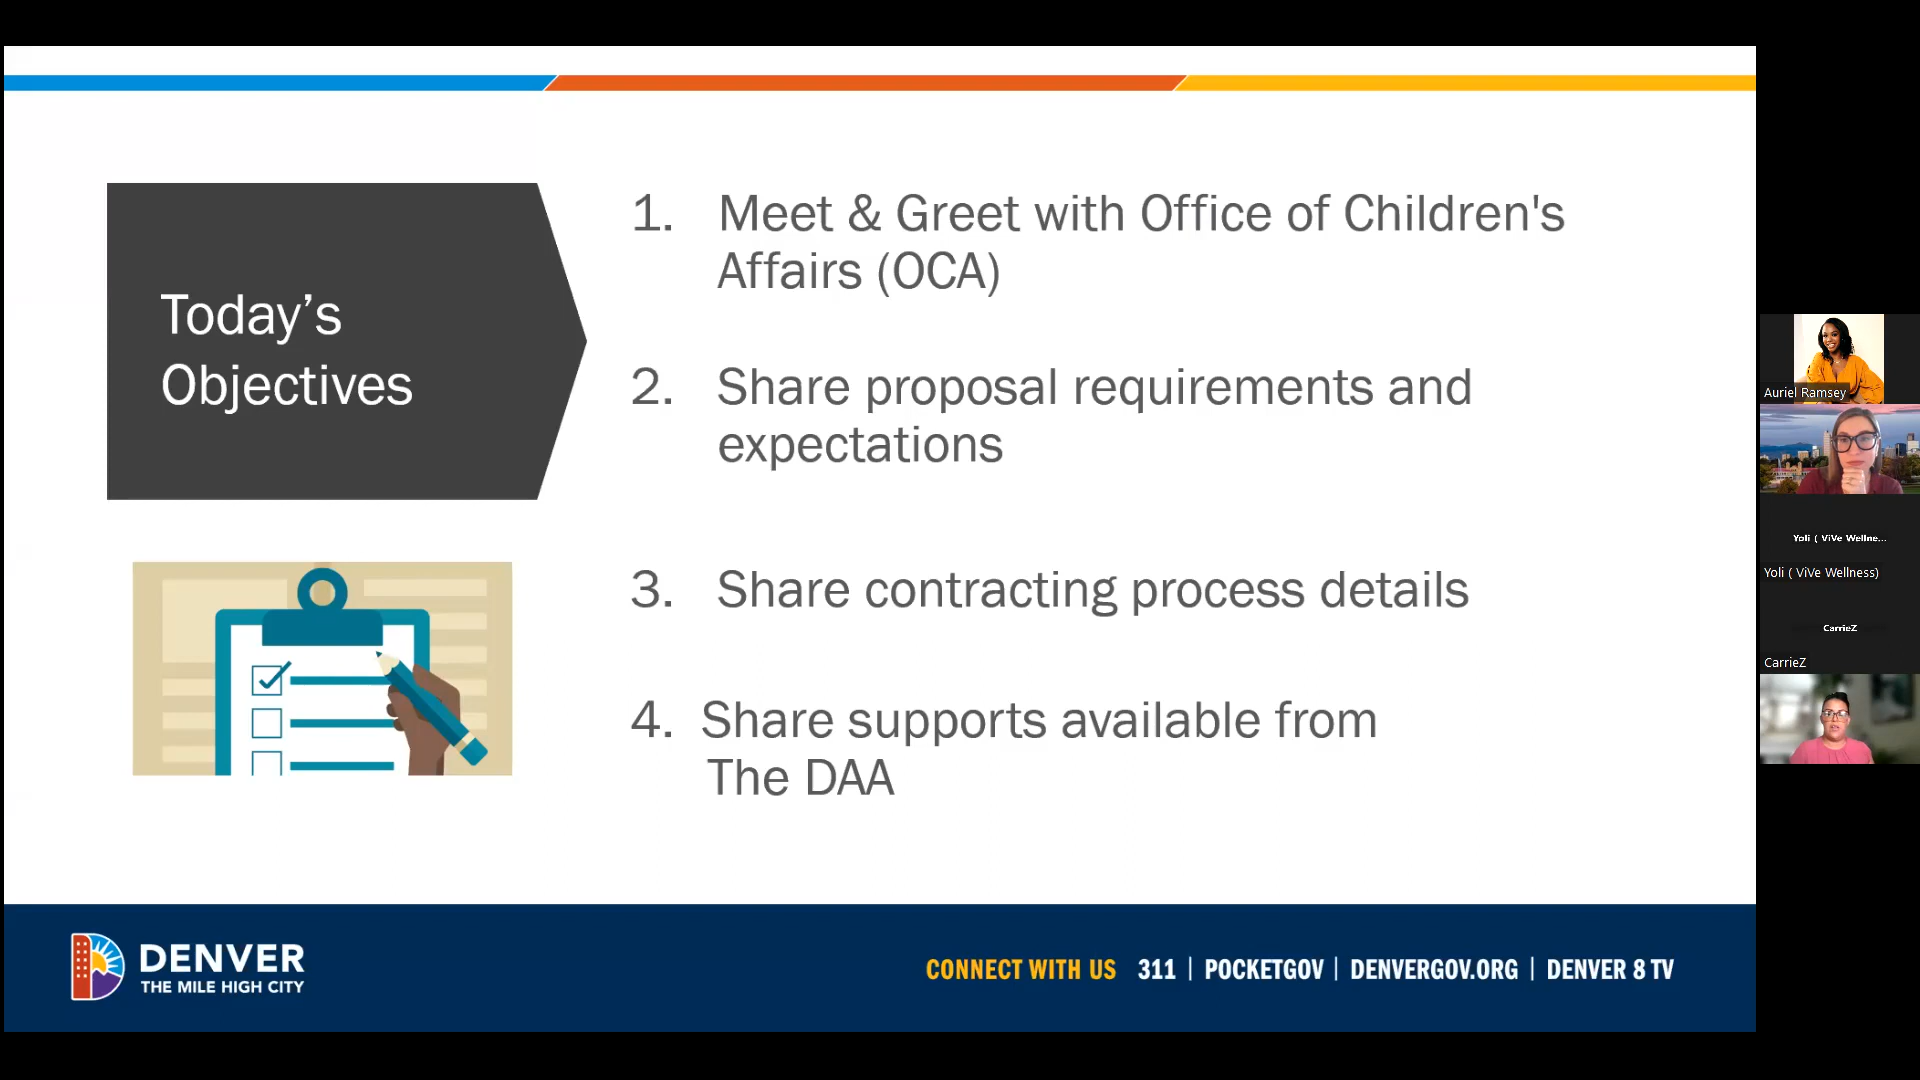 Today’s
Objectives
1. Meet & Greet with Office of Children's
Affairs (OCA)
2. Share proposal requirements and
expectations
3. Share contracting process details
4. Share supports available from
The DAA
DENVER
THE MILE HIGH CITY
CONNECT WITH US 311 | POCKETGOV | DENVERGOV.ORG | DENVER 8 TV
Auriel Ramsey
Yoli ( ViVe Wellne...
Yoli ( ViVe Wellness)
CarrieZ
CarrieZ